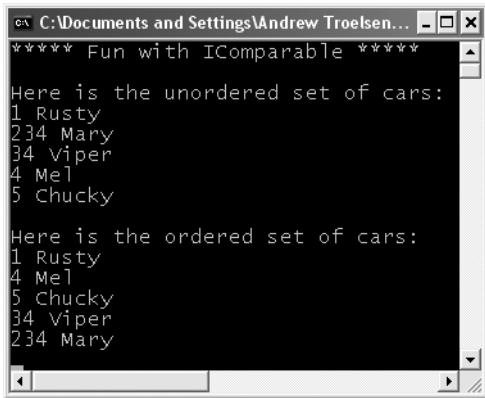 C:\Documents and Settings\Andrew Troelsen...
***** Fun with IComparable *****
Here is the unordered set of cars:
1 Rusty
234 Mary
34 Viper
4 Mel
5 Chucky
Here is the ordered set of cars:
1 Rusty
4 Mel
5 Chucky
34 Viper
234 Mary